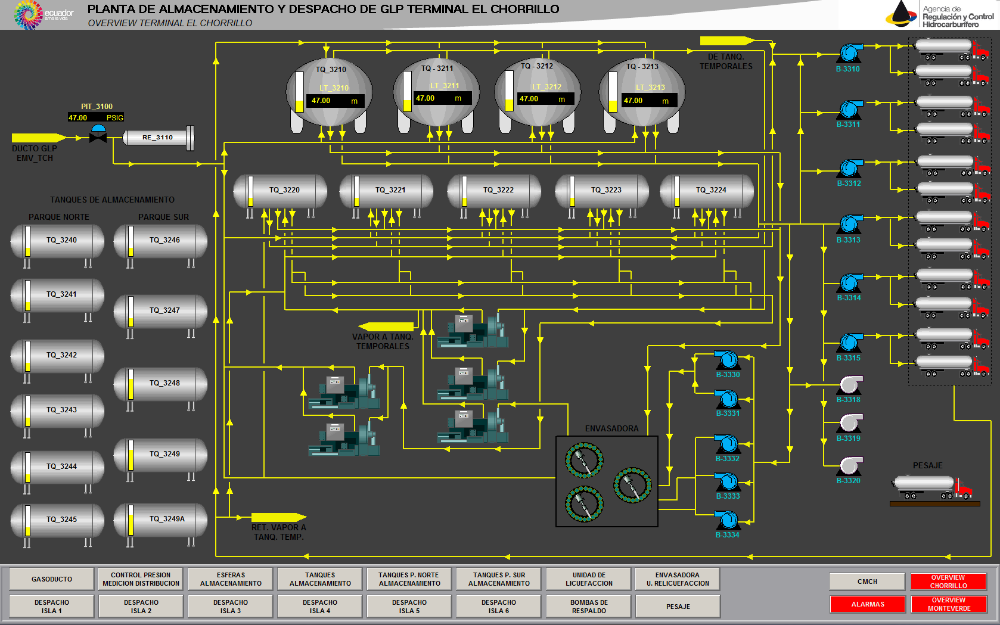 ecuador
ama la vida
PLANTA DE ALMACENAMIENTO Y DESPACHO DE GLP TERMINAL EL CHORRILLO
OVERVIEW TERMINAL EL CHORRILLO
Agencia de
Regulación y Control
Hidrocarburífero
DE TANQ.
TEMPORALES
TQ_3210
LT_3210
47.00 m
TQ - 3211
LT_3211
47.00 m
TQ - 3212
LT_3212
47.00 m
TQ - 3213
LT_3213
47.00 m
PIT_3100
47.00 PSIG
RE_3110
DUCTO GLP
EMV_TCH
TQ_3220
TQ_3221
TQ_3222
TQ_3223
TQ_3224
TANQUES DE ALMACENAMIENTO
PARQUE NORTE
PARQUE SUR
TQ_3240
TQ_3246
TQ_3241
TQ_3247
TQ_3242
TQ_3248
TQ_3243
TQ_3249
TQ_3244
TQ_3245
TQ_3249A
VAPOR A TANQ.
TEMPORALES
RET. VAPOR A
TANQ. TEMP.
ENVASADORA
B-3330
B-3331
B-3332
B-3333
B-3334
B-3310
B-3311
B-3312
B-3313
B-3314
B-3315
B-3318
B-3319
B-3320
PESAJE
GASODUCTO
CONTROL PRESION
MEDICION DISTRIBUCION
ESFERAS
ALMACENAMIENTO
TANQUES
ALMACENAMIENTO
TANQUES P. NORTE
ALMACENAMIENTO
TANQUES P. SUR
ALMACENAMIENTO
UNIDAD DE
LICUEFACCION
ENVASADORA
U. RELICUEFACCION
CMCH
OVERVIEW
CHORRILLO
DESPACHO
ISLA 1
DESPACHO
ISLA 2
DESPACHO
ISLA 3
DESPACHO
ISLA 4
DESPACHO
ISLA 5
DESPACHO
ISLA 6
BOMBAS DE
RESPALDO
PESAJE
ALARMAS
OVERVIEW
MONTEVERDE